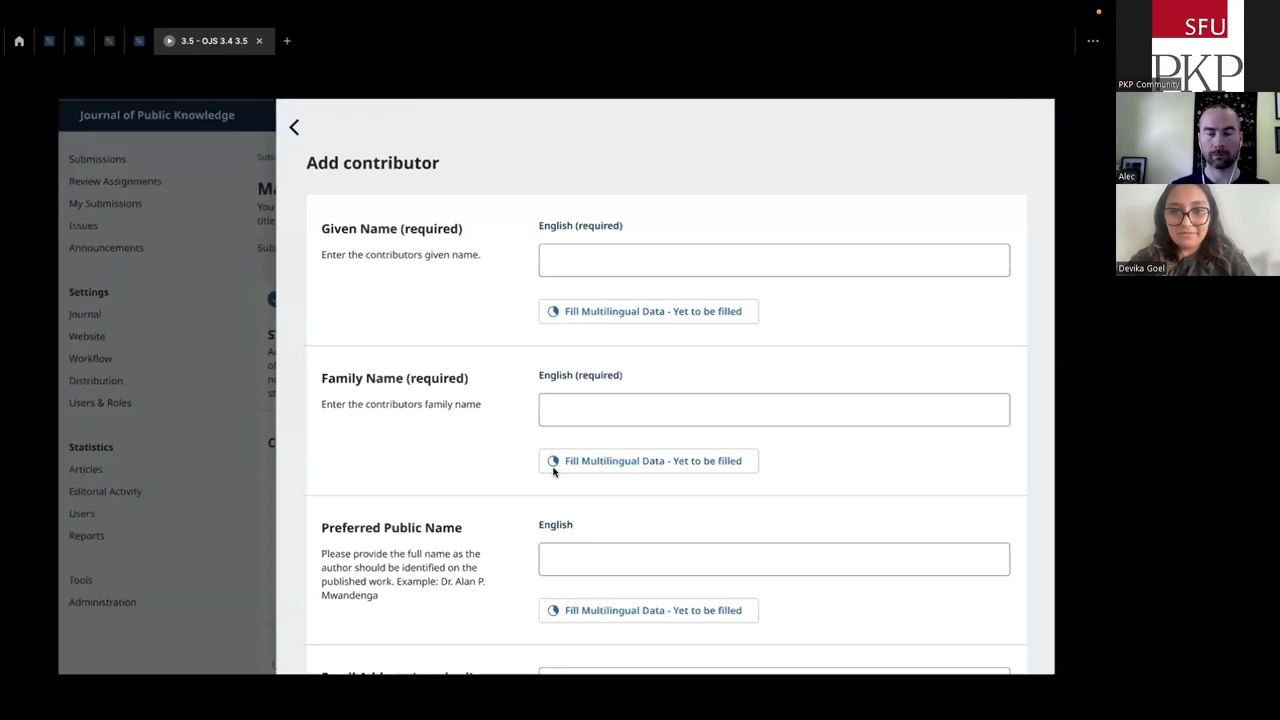 3.5 - OJS 3.4 3.5
SFU
PKP
PKP Community
Alec
Devika Goel
Journal of Public Knowledge
Submissions
Review Assignments
My Submissions
Issues
Announcements
Settings
Journal
Website
Workflow
Distribution
Users & Roles
Statistics
Articles
Editorial Activity
Users
Reports
Tools
Administration
Add contributor
Given Name (required)
Enter the contributors given name.
English (required)
Fill Multilingual Data - Yet to be filled
Family Name (required)
Enter the contributors family name
English (required)
Fill Multilingual Data - Yet to be filled
Preferred Public Name
Please provide the full name as the
author should be identified on the
published work. Example: Dr. Alan P.
Mwandenga
English
Fill Multilingual Data - Yet to be filled